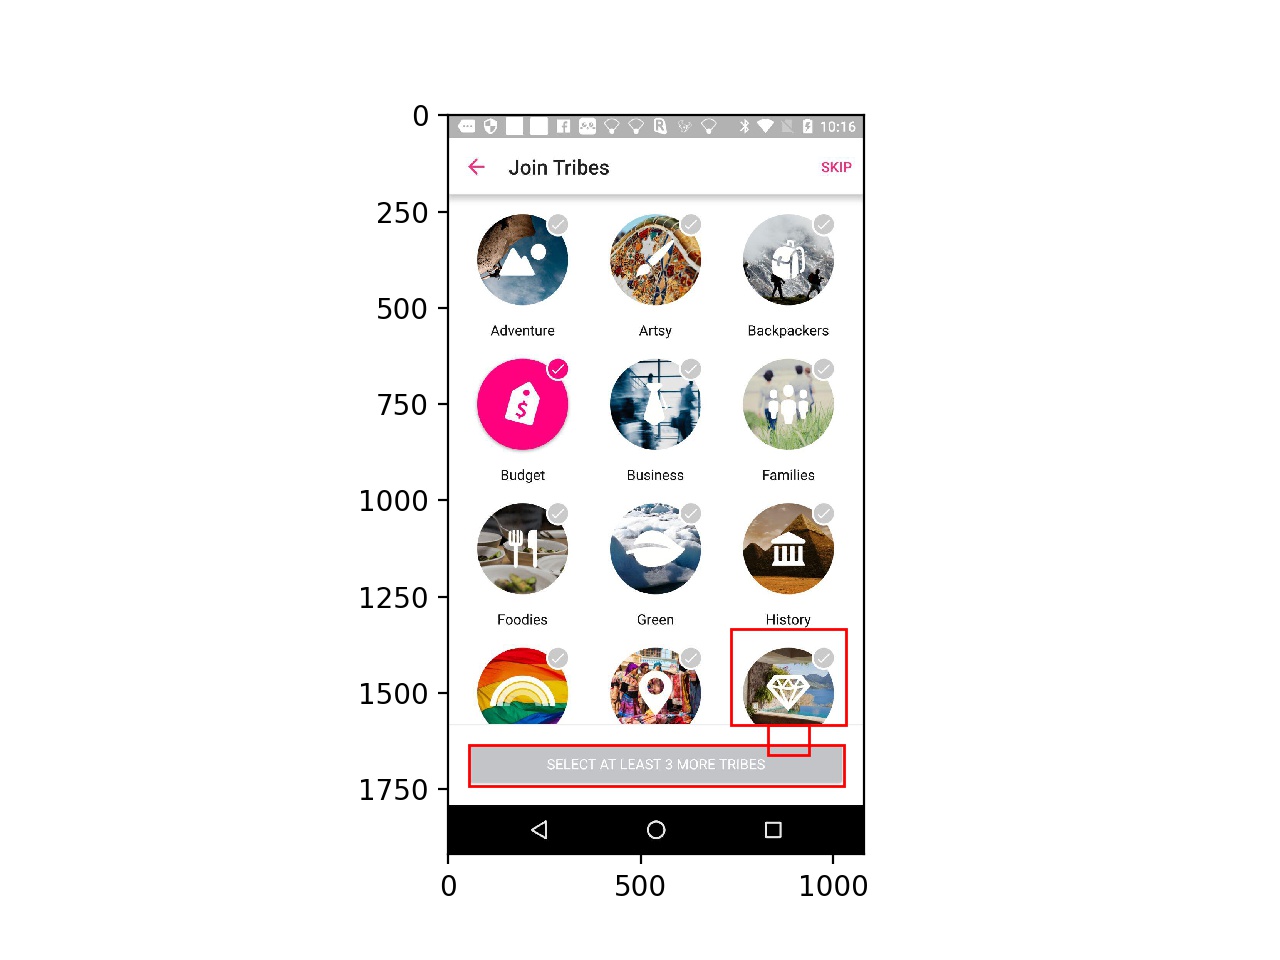 0
250
500
750
1000
1250
1500
1750
10:16
Join Tribes
SKIP
Adventure
Artsy
Backpackers
$
Budget
Business
Families
Foodies
Green
History
SELECT AT LEAST 3 MORE TRIBES
0
500
1000